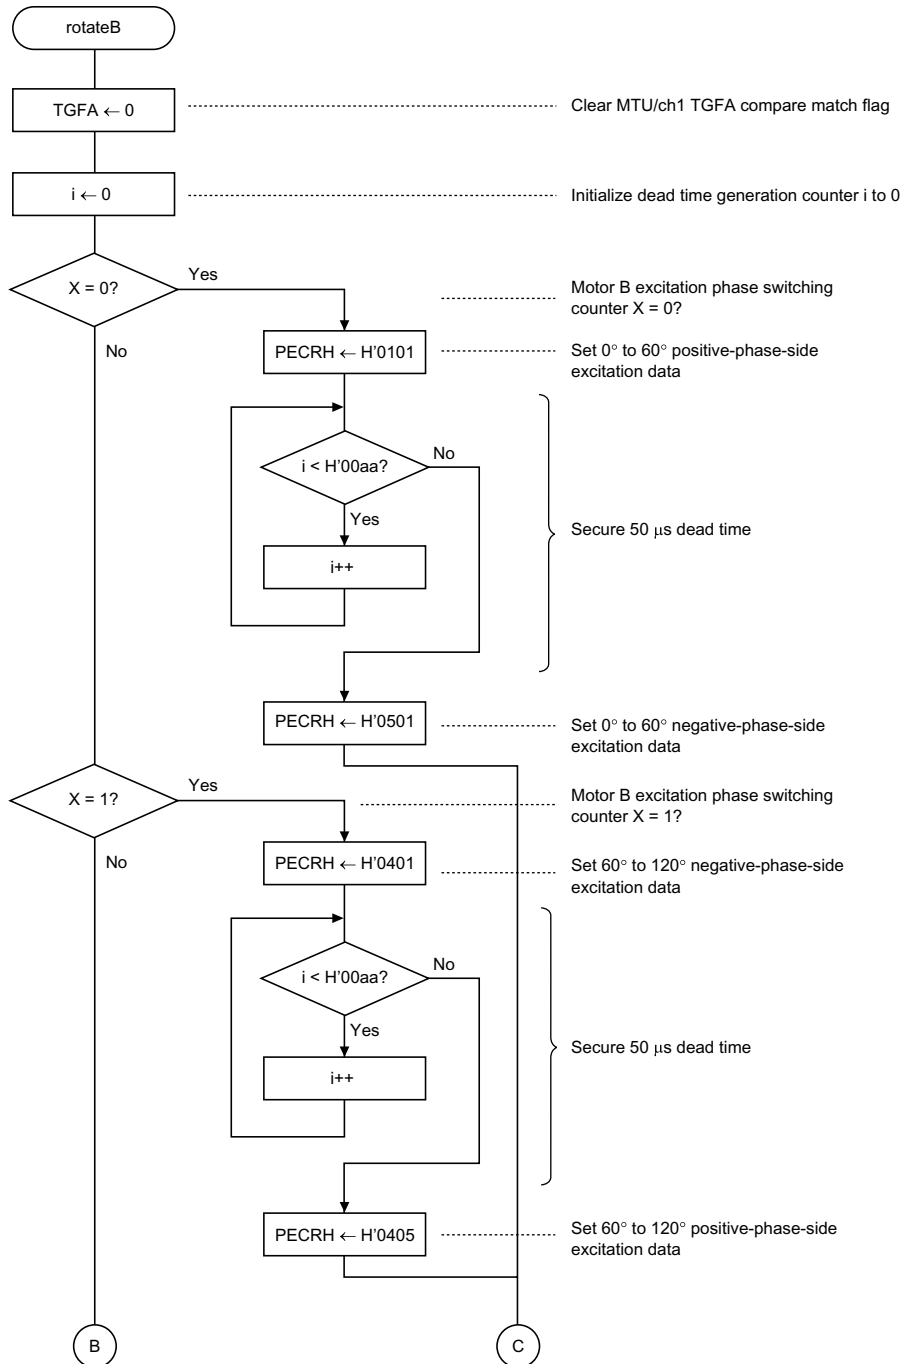 rotateB
TGFA ← 0
Clear MTU/ch1 TGFA compare match flag
i ← 0
Initialize dead time generation counter i to 0
X = 0?
Yes
No
Motor B excitation phase switching
counter X = 0?
PECRH ← H'0101
Set 0° to 60° positive-phase-side
excitation data
i < H'00aa?
No
Yes
i++
Secure 50 μs dead time
PECRH ← H'0501
Set 0° to 60° negative-phase-side
excitation data
X = 1?
Yes
No
Motor B excitation phase switching
counter X = 1?
PECRH ← H'0401
Set 60° to 120° negative-phase-side
excitation data
i < H'00aa?
No
Yes
i++
Secure 50 μs dead time
PECRH ← H'0405
Set 60° to 120° positive-phase-side
excitation data
B
C